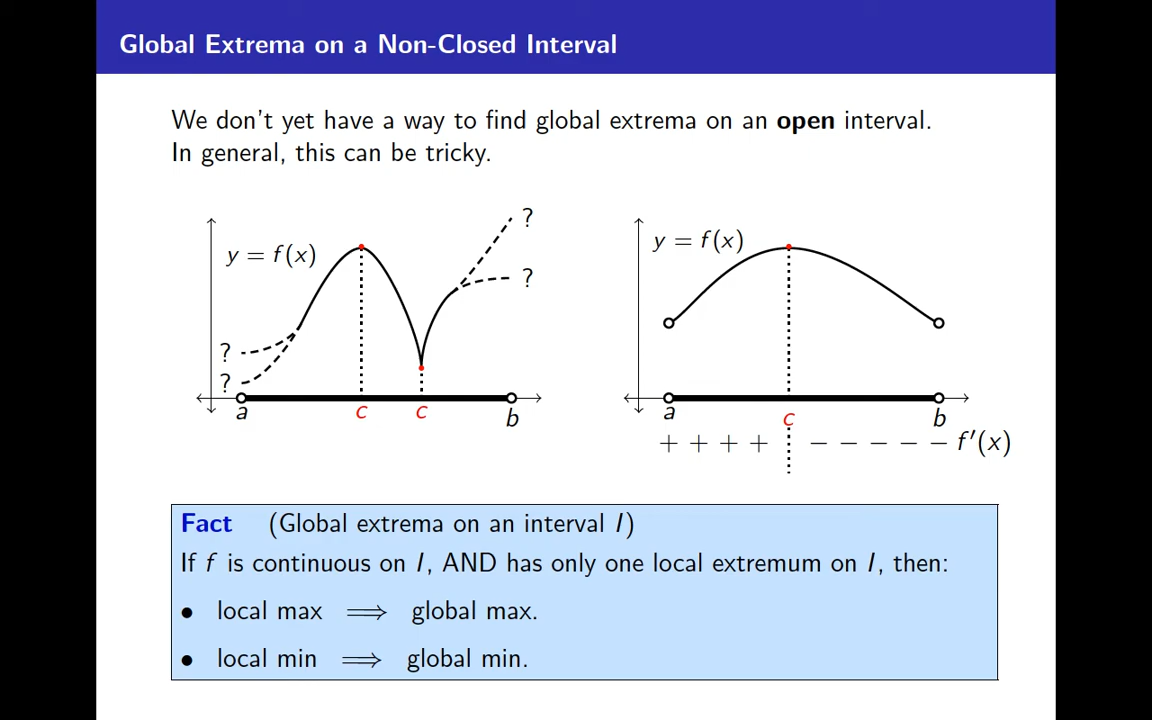 Global Extrema on a Non-Closed Interval
We don't yet have a way to find global extrema on an open interval.
In general, this can be tricky.
y = f(x)
?
?
?
?
a
c
c
b
y = f(x)
a
c
b
+ + + + − − − − − f′(x)
Fact (Global extrema on an interval I)
If f is continuous on I, AND has only one local extremum on I, then:
• local max ⟹ global max.
• local min ⟹ global min.